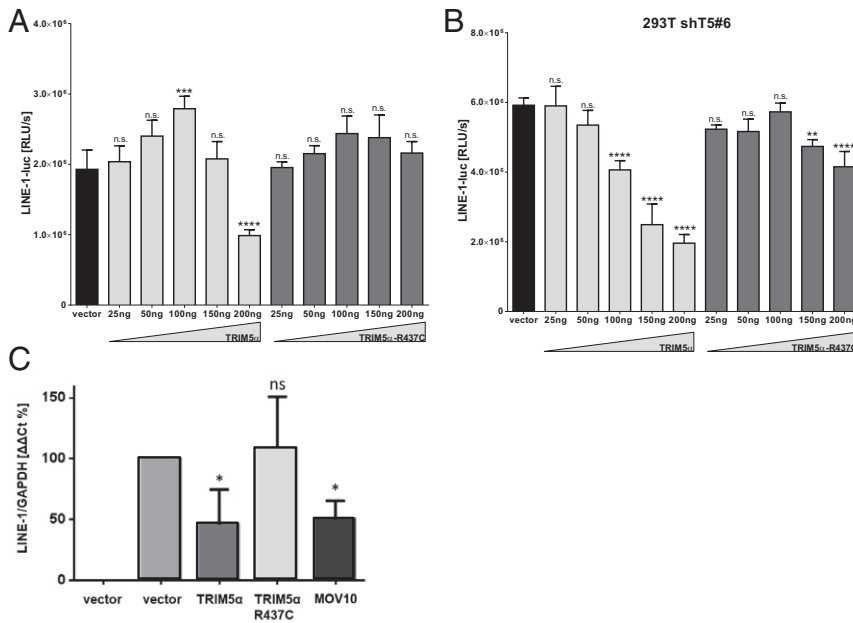 A
LINE-1-luc [RLU/s]
4.0×10⁶
3.0×10⁶
2.0×10⁶
1.0×10⁶
0
n.s.
n.s.
***
n.s.
****
n.s.
n.s.
n.s.
n.s.
n.s.
vector 25ng 50ng 100ng 150ng 200ng 25ng 50ng 100ng 150ng 200ng
TRIM5α TRIM5α-R437C
B
293T shT5#6
LINE-1-luc [RLU/s]
8.0×10⁶
6.0×10⁶
4.0×10⁶
2.0×10⁶
0
n.s.
n.s.
****
****
****
n.s.
n.s.
n.s.
**
****
vector 25ng 50ng 100ng 150ng 200ng 25ng 50ng 100ng 150ng 200ng
TRIM5α TRIM5α-R437C
C
LINE-1/GAPDH [ΔΔCt %]
150
100
50
0
*
ns
*
vector vector TRIM5α TRIM5α MOV10
R437C